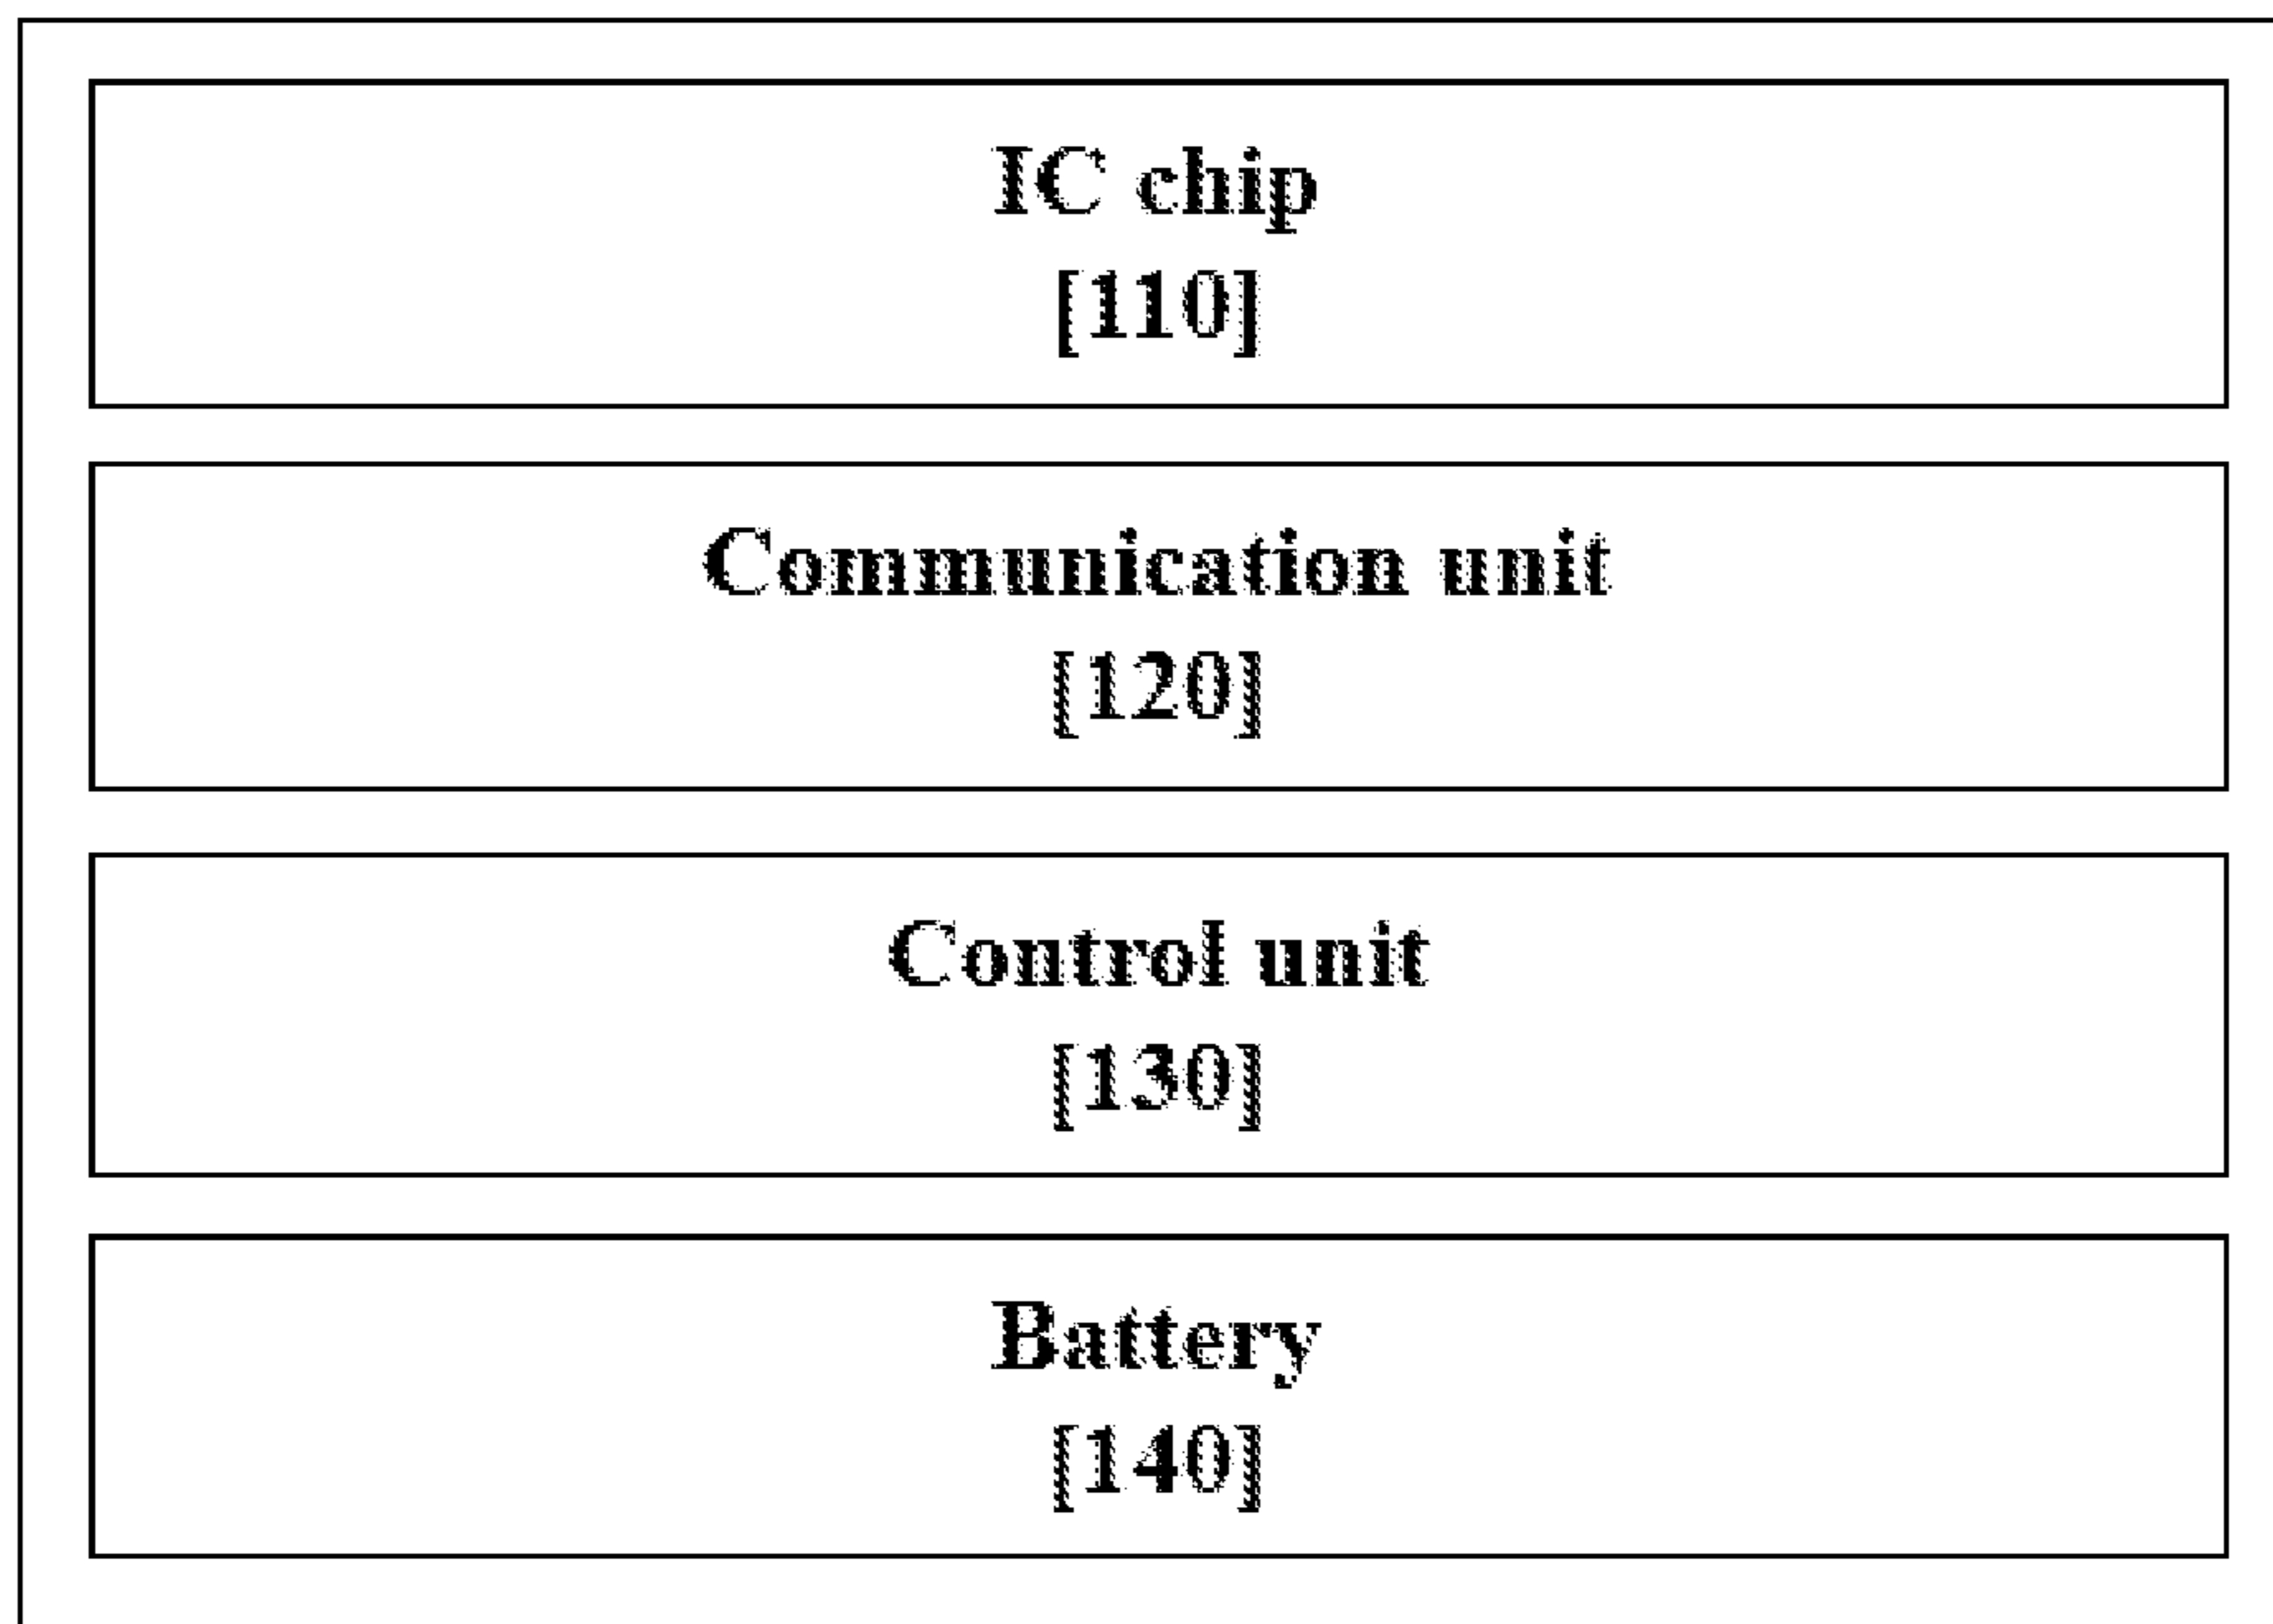 IC chip
[110]
Communication unit
[120]
Control unit
[130]
Battery
[140]